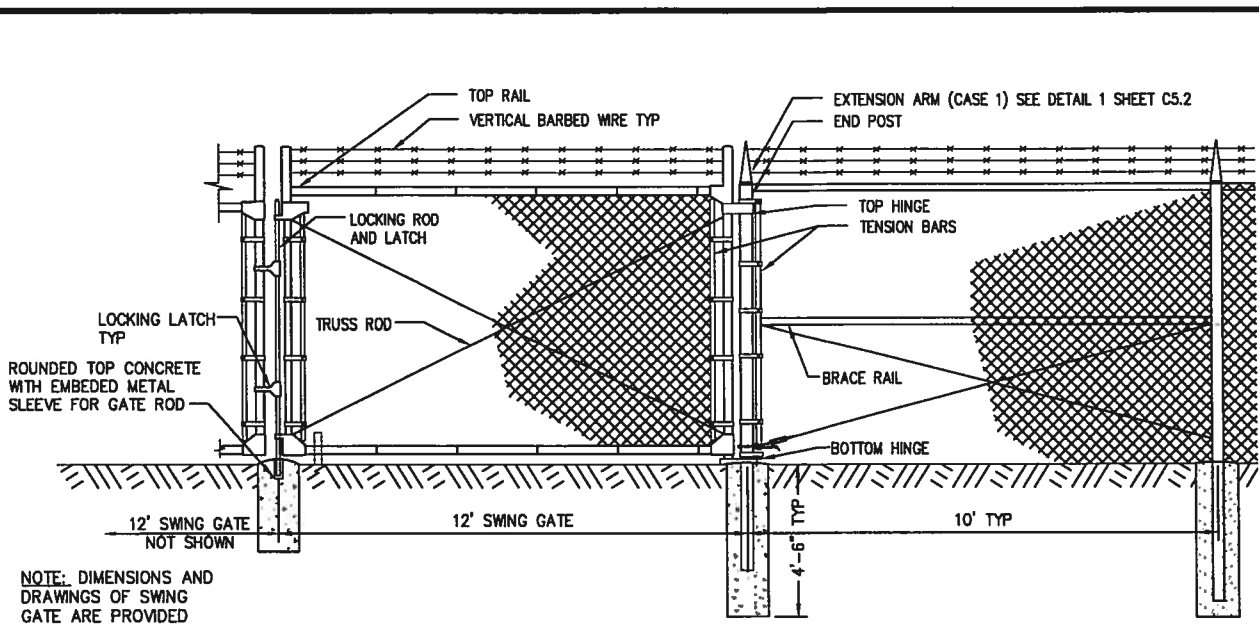 TOP RAIL
VERTICAL BARBED WIRE TYP
EXTENSION ARM (CASE 1) SEE DETAIL 1 SHEET C5.2
END POST
LOCKING ROD
AND LATCH
TOP HINGE
TENSION BARS
LOCKING LATCH
TYP
TRUSS ROD
ROUNDED TOP CONCRETE
WITH EMBEDED METAL
SLEEVE FOR GATE ROD
BRACE RAIL
BOTTOM HINGE
12' SWING GATE
NOT SHOWN
12' SWING GATE
4'-6" TYP
10' TYP
NOTE: DIMENSIONS AND
DRAWINGS OF SWING
GATE ARE PROVIDED